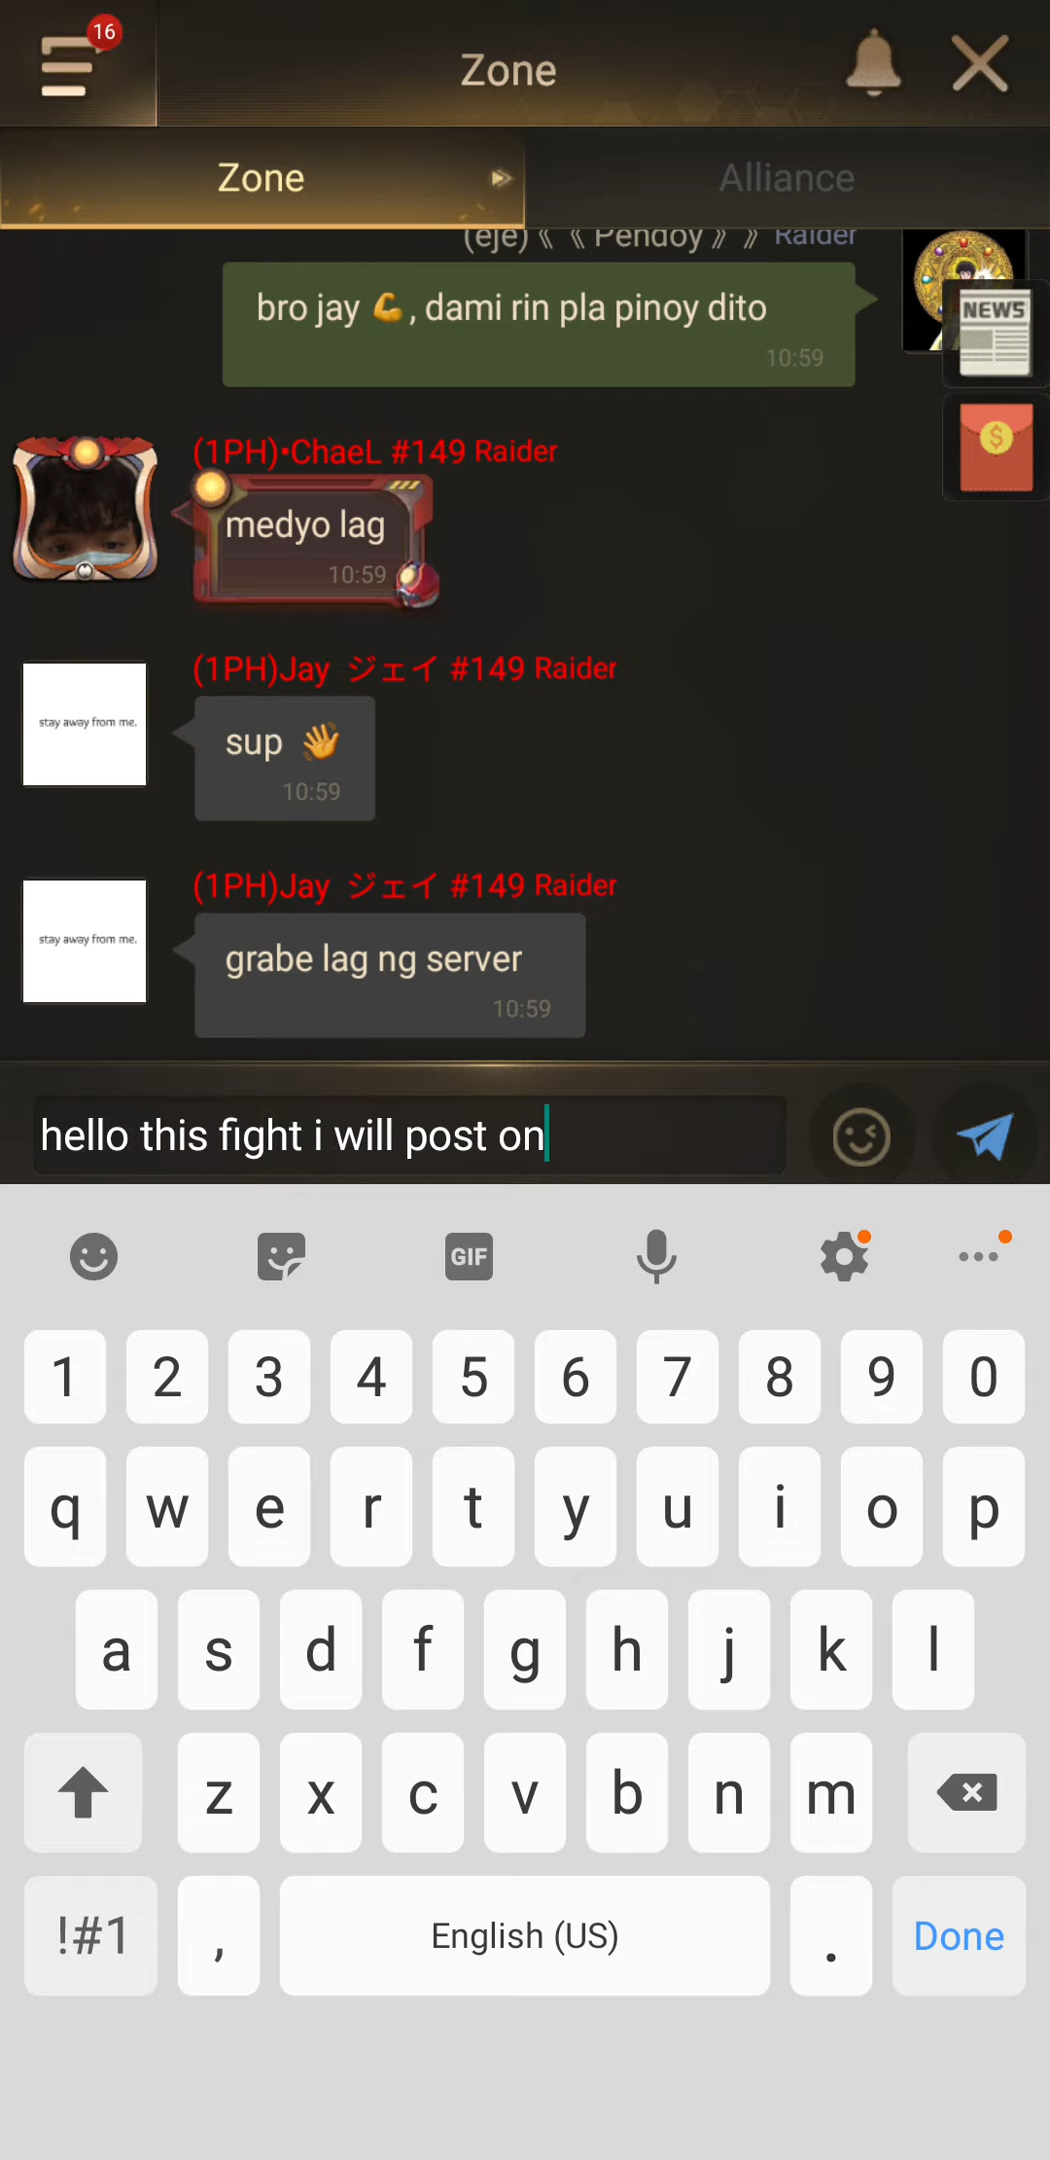 16
Zone
Zone
Alliance
(eje)《《 Pendoy 》》 Raider
bro jay 💪, dami rin pla pinoy dito
10:59
NEWS
$
(1PH)•ChaeL #149 Raider
medyo lag
10:59
(1PH)Jay ジェイ #149 Raider
stay away from me.
sup 👋
10:59
(1PH)Jay ジェイ #149 Raider
stay away from me.
grabe lag ng server
10:59
hello this fight i will post on
GIF
1 2 3 4 5 6 7 8 9 0
q w e r t y u i o p
a s d f g h j k l
z x c v b n m
!#1 , English (US) . Done